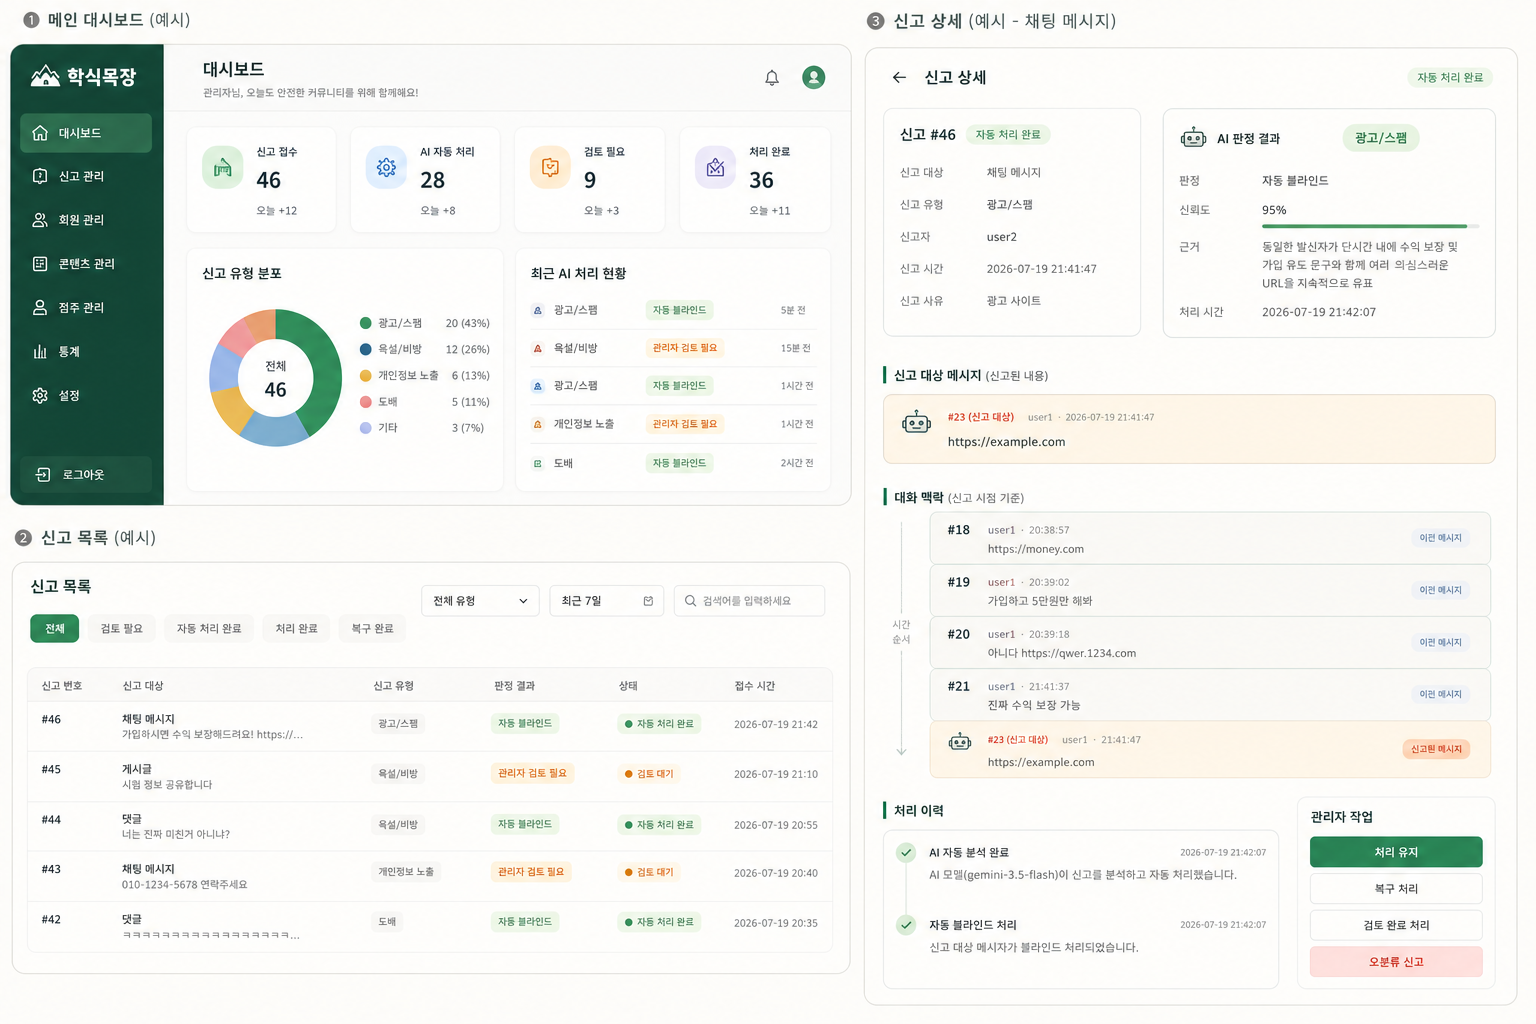 1 메인 대시보드 (예시)
학식목장
대시보드
신고 관리
회원 관리
콘텐츠 관리
점주 관리
통계
설정
로그아웃
대시보드
관리자님, 오늘도 안전한 커뮤니티를 위해 함께해요!
신고 접수
46
오늘 +12
AI 자동 처리
28
오늘 +8
검토 필요
9
오늘 +3
처리 완료
36
오늘 +11
신고 유형 분포
전체
46
광고/스팸 20 (43%)
욕설/비방 12 (26%)
개인정보 노출 6 (13%)
도배 5 (11%)
기타 3 (7%)
최근 AI 처리 현황
광고/스팸 자동 블라인드 5분 전
욕설/비방 관리자 검토 필요 15분 전
광고/스팸 자동 블라인드 1시간 전
개인정보 노출 관리자 검토 필요 1시간 전
도배 자동 블라인드 2시간 전
2 신고 목록 (예시)
신고 목록
전체 유형 최근 7일 검색어를 입력하세요
전체 검토 필요 자동 처리 완료 처리 완료 복구 완료
신고 번호 신고 대상 신고 유형 판정 결과 상태 접수 시간
#46 채팅 메시지 광고/스팸 자동 블라인드 자동 처리 완료 2026-07-19 21:42
가입하시면 수익 보장해드려요! https://...
#45 게시글 욕설/비방 관리자 검토 필요 검토 대기 2026-07-19 21:10
시험 정보 공유합니다
#44 댓글 욕설/비방 자동 블라인드 자동 처리 완료 2026-07-19 20:55
너는 진짜 미친거 아니냐?
#43 채팅 메시지 개인정보 노출 관리자 검토 필요 검토 대기 2026-07-19 20:40
010-1234-5678 연락주세요
#42 댓글 도배 자동 블라인드 자동 처리 완료 2026-07-19 20:35
ㅋㅋㅋㅋㅋㅋㅋㅋㅋㅋㅋㅋㅋㅋㅋㅋㅋ...
3 신고 상세 (예시 - 채팅 메시지)
← 신고 상세 자동 처리 완료
신고 #46 자동 처리 완료
신고 대상 채팅 메시지
신고 유형 광고/스팸
신고자 user2
신고 시간 2026-07-19 21:41:47
신고 사유 광고 사이트
AI 판정 결과 광고/스팸
판정 자동 블라인드
신뢰도 95%
근거 동일한 발신자가 단시간 내에 수익 보장 및
가입 유도 문구와 함께 여러 의심스러운
URL을 지속적으로 유포
처리 시간 2026-07-19 21:42:07
신고 대상 메시지 (신고된 내용)
#23 (신고 대상) user1 · 2026-07-19 21:41:47
https://example.com
대화 맥락 (신고 시점 기준)
시간
순서
#18 user1 · 20:38:57 이전 메시지
https://money.com
#19 user1 · 20:39:02 이전 메시지
가입하고 5만원만 해봐
#20 user1 · 20:39:18 이전 메시지
아니다 https://qwer.1234.com
#21 user1 · 21:41:37 이전 메시지
진짜 수익 보장 가능
#23 (신고 대상) user1 · 21:41:47 신고된 메시지
https://example.com
처리 이력
AI 자동 분석 완료 2026-07-19 21:42:07
AI 모델(gemini-3.5-flash)이 신고를 분석하고 자동 처리했습니다.
자동 블라인드 처리 2026-07-19 21:42:07
신고 대상 메시자가 블라인드 처리되었습니다.
관리자 작업
처리 유지
복구 처리
검토 완료 처리
오분류 신고